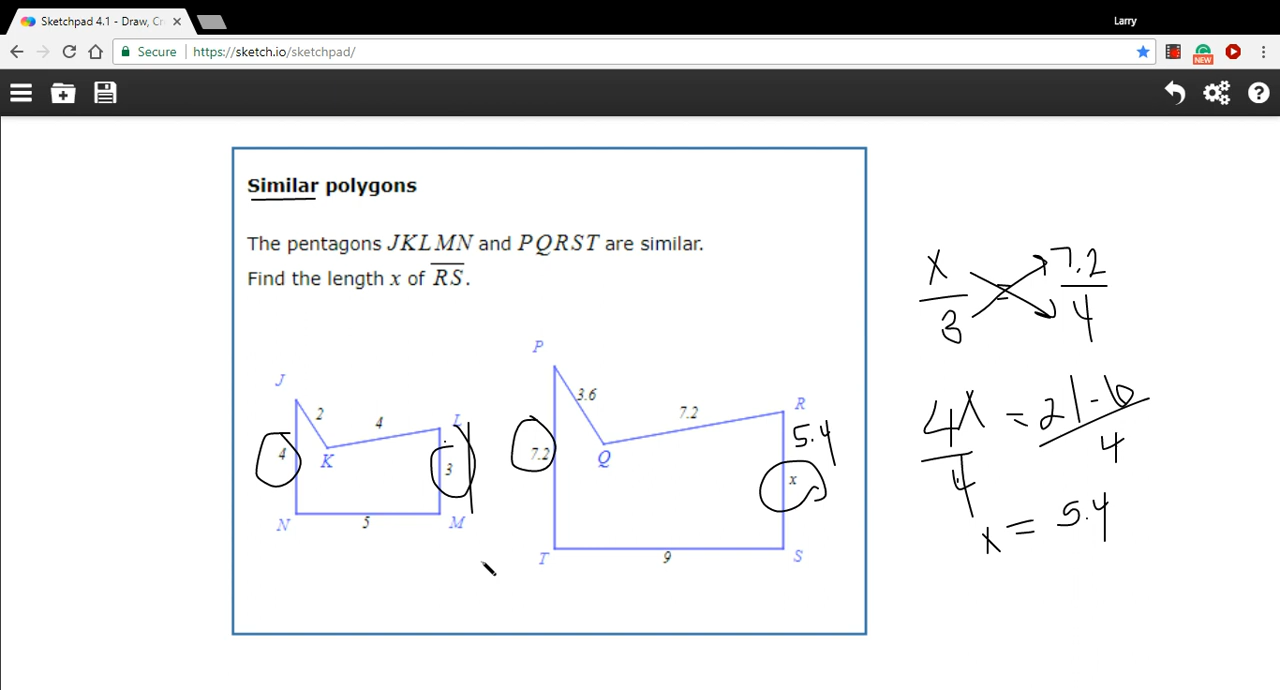 Sketchpad 4.1 - Draw, Cr
Larry
Secure https://sketch.io/sketchpad/
NEW
Similar polygons
The pentagons JKLMN and PQRST are similar.
Find the length x of RS.
x/3 = 7.2/4
4x/4 = 21.6/4
x = 5.4
P
J
3.6
2
4
7.2
R
L
5.4
4
K
3
7.2
Q
x
N
5
M
T
9
S